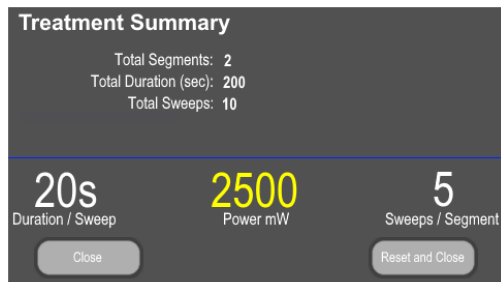 Treatment Summary
Total Segments: 2
Total Duration (sec): 200
Total Sweeps: 10
20s 2500 5
Duration / Sweep Power mW Sweeps / Segment
Close Reset and Close